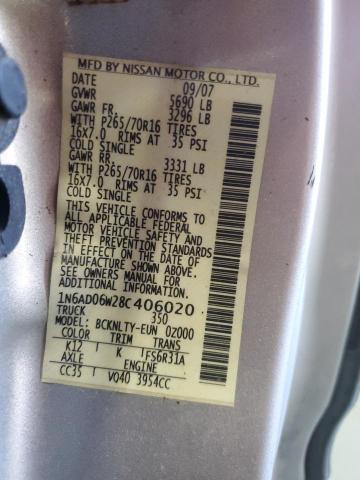 MFD BY NISSAN MOTOR CO., LTD.
DATE 09/07
GVWR 5690 LB
GAWR FR. 3296 LB
WITH P265/70R16 TIRES
16x7.0 RIMS AT 35 PSI
COLD SINGLE
GAWR RR. 3331 LB
WITH P265/70R16 TIRES
16x7.0 RIMS AT 35 PSI
COLD SINGLE
THIS VEHICLE CONFORMS TO
ALL APPLICABLE FEDERAL
MOTOR VEHICLE SAFETY AND
THEFT PREVENTION STANDARDS
IN EFFECT ON THE DATE OF
MANUFACTURE SHOWN ABOVE.
SEE OWNER'S MANUAL FOR
ADDITIONAL INFORMATION.
1N6AD06W28C406020
TRUCK 350
MODEL: BCKNLTY-EUN 0Z000
COLOR TRIM TRANS
K12 K FS6R31A
AXLE ENGINE
CC35 VQ40 3954CC